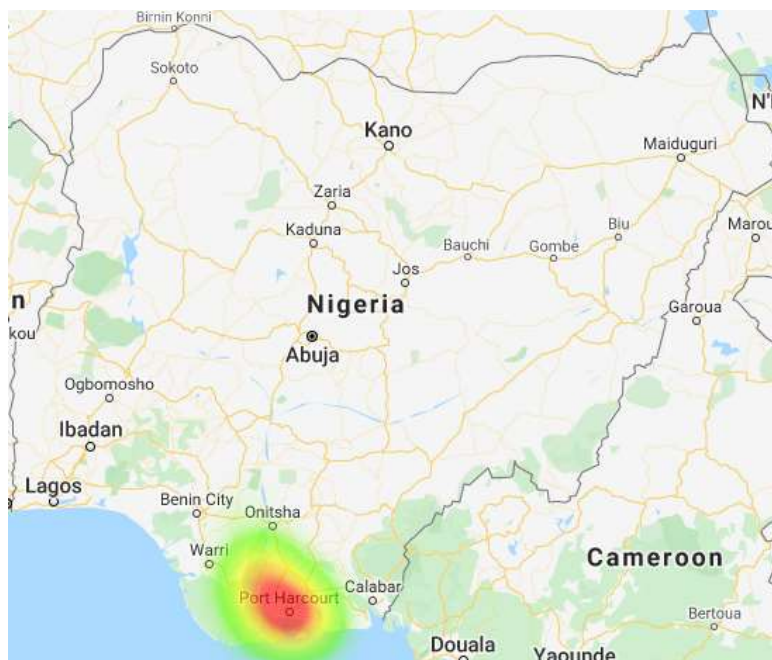 Birnin Konni
Sokoto
N'I
Kano
Maiduguri
Zaria
Marou
Kaduna
Biu
Bauchi
Gombe
Jos
n
Nigeria
Garoua
kou
Abuja
Ogbomosho
Ibadan
Lagos
Benin City
Onitsha
Warri
Cameroon
Calabar
Port Harcourt
Bertoua
Douala
Yaounde